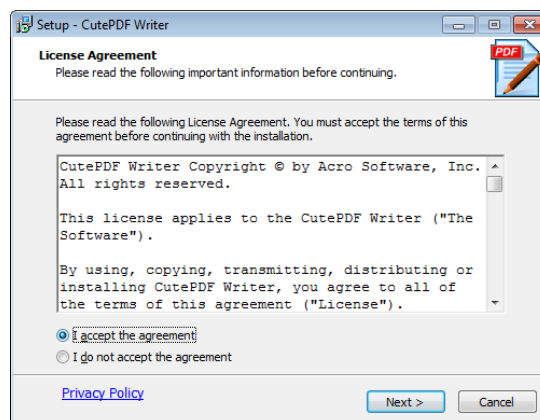 Setup - CutePDF Writer
License Agreement
Please read the following important information before continuing.
PDF
Please read the following License Agreement. You must accept the terms of this
agreement before continuing with the installation.
CutePDF Writer Copyright © by Acro Software, Inc.
All rights reserved.
This license applies to the CutePDF Writer ("The
Software").
By using, copying, transmitting, distributing or
installing CutePDF Writer, you agree to all of
the terms of this agreement ("License").
I accept the agreement
I do not accept the agreement
Privacy Policy
Next >
Cancel